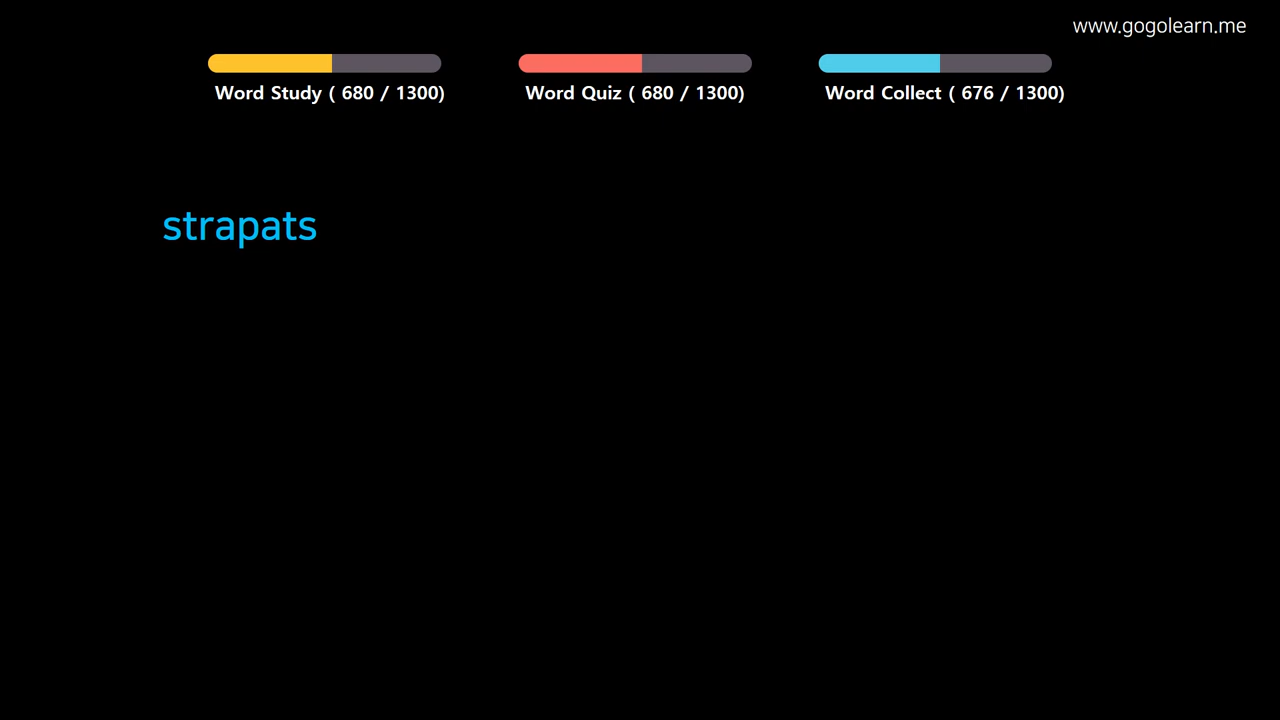 www.gogolearn.me
Word Study ( 680 / 1300)
Word Quiz ( 680 / 1300)
Word Collect ( 676 / 1300)
strapats